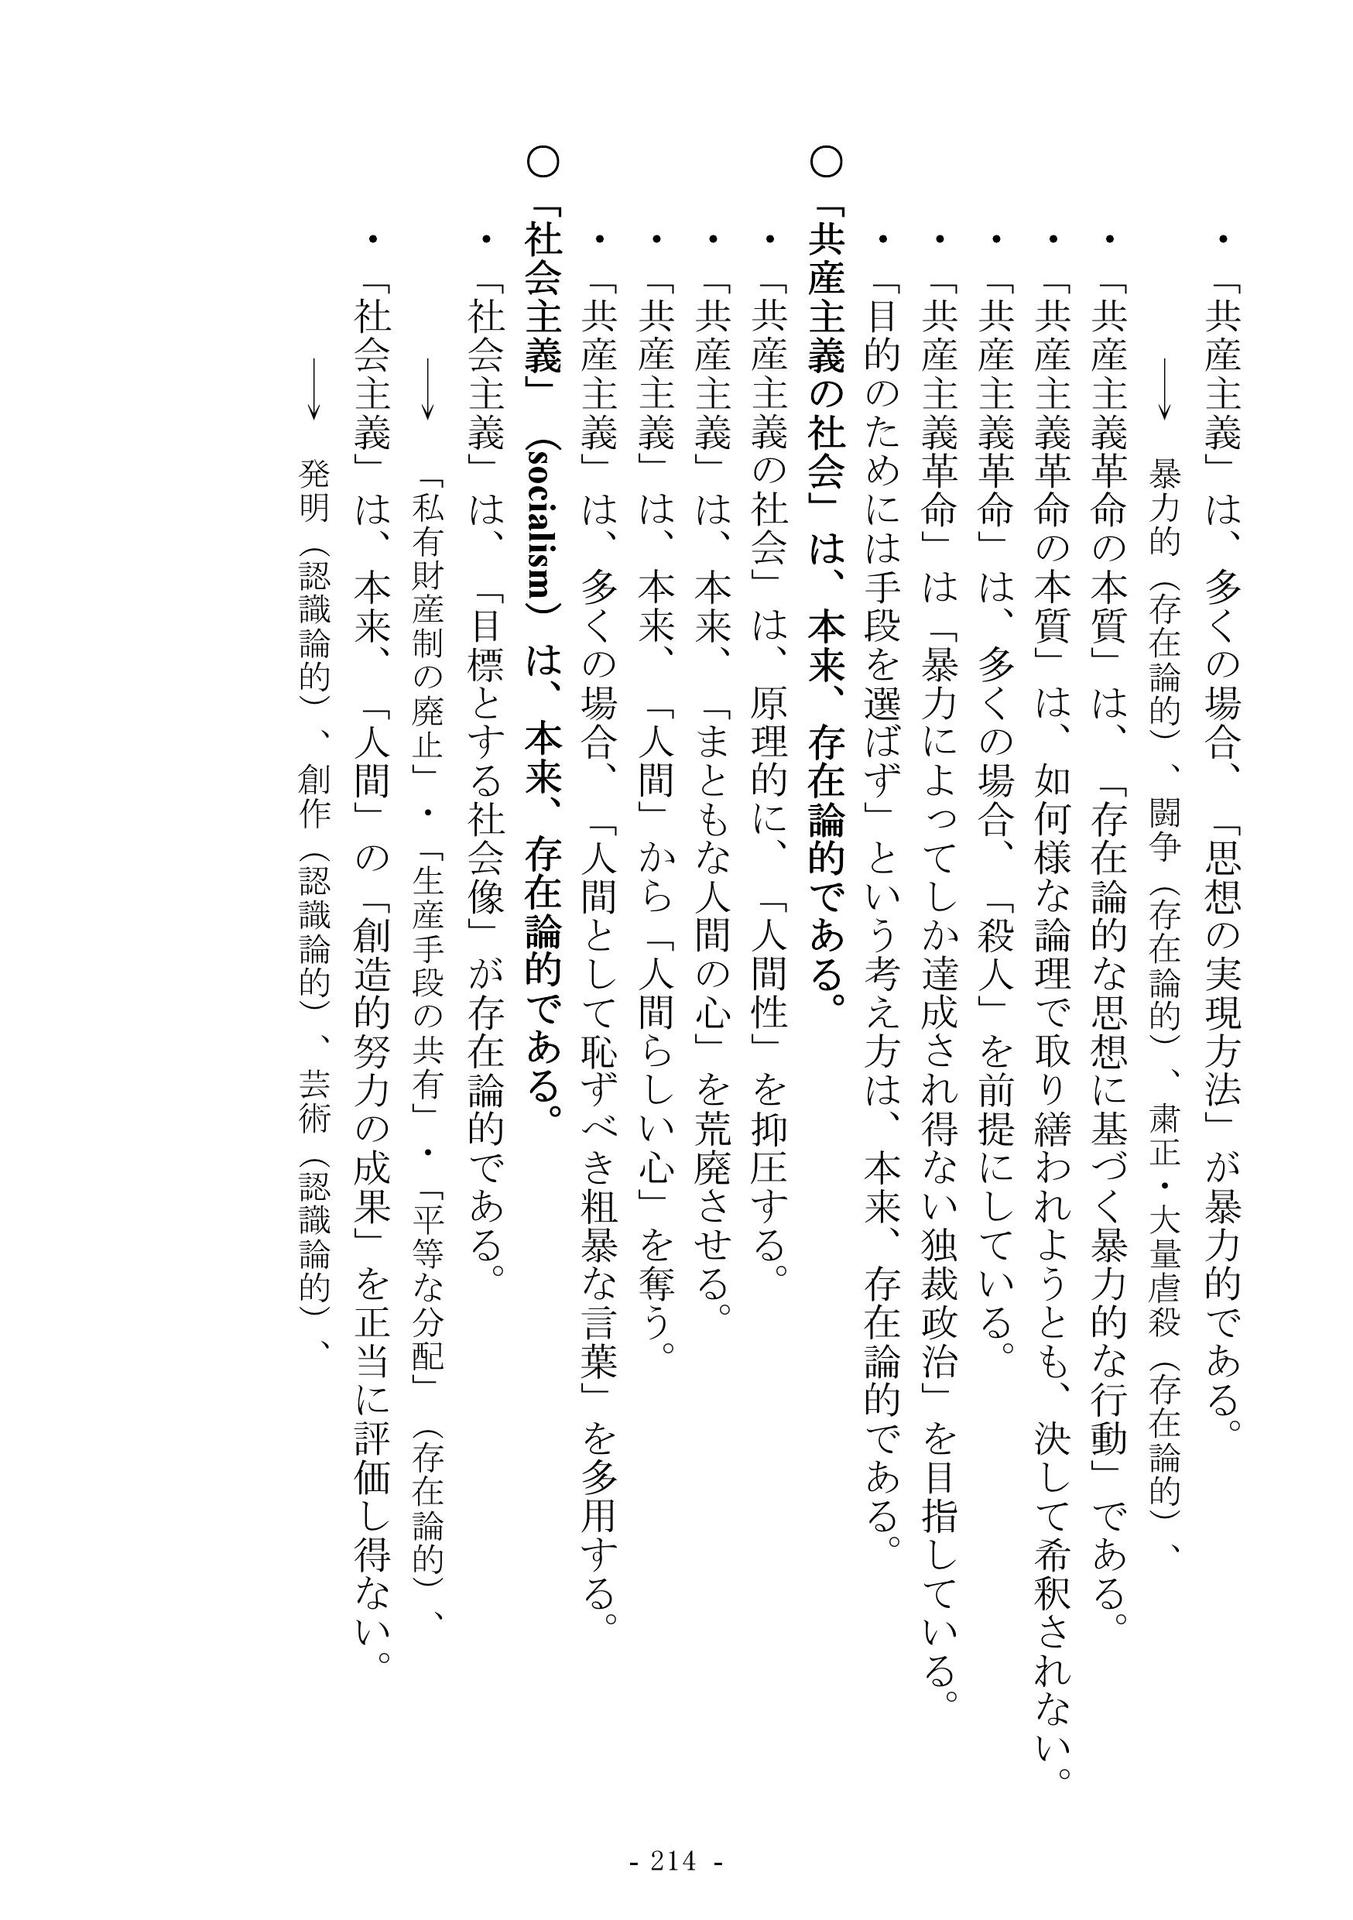 ・「共産主義」は、多くの場合、「思想の実現方法」が暴力的である。
→ 暴力的（存在論的）、闘争（存在論的）、粛正・大量虐殺（存在論的）、
・「共産主義革命の本質」は、「存在論的な思想に基づく暴力的な行動」である。
・「共産主義革命の本質」は、如何様な論理で取り繕われようとも、決して希釈されない。
・「共産主義革命」は、多くの場合、「殺人」を前提にしている。
・「共産主義革命」は「暴力によってしか達成され得ない独裁政治」を目指している。
・「目的のためには手段を選ばず」という考え方は、本来、存在論的である。
○「共産主義の社会」は、本来、存在論的である。
・「共産主義の社会」は、原理的に、「人間性」を抑圧する。
・「共産主義」は、本来、「まともな人間の心」を荒廃させる。
・「共産主義」は、本来、「人間」から「人間らしい心」を奪う。
・「共産主義」は、多くの場合、「人間として恥ずべき粗暴な言葉」を多用する。
○「社会主義」（socialism）は、本来、存在論的である。
・「社会主義」は、「目標とする社会像」が存在論的である。
→ 「私有財産制の廃止」・「生産手段の共有」・「平等な分配」（存在論的）、
・「社会主義」は、本来、「人間」の「創造的努力の成果」を正当に評価し得ない。
→ 発明（認識論的）、創作（認識論的）、芸術（認識論的）、
- 214 -